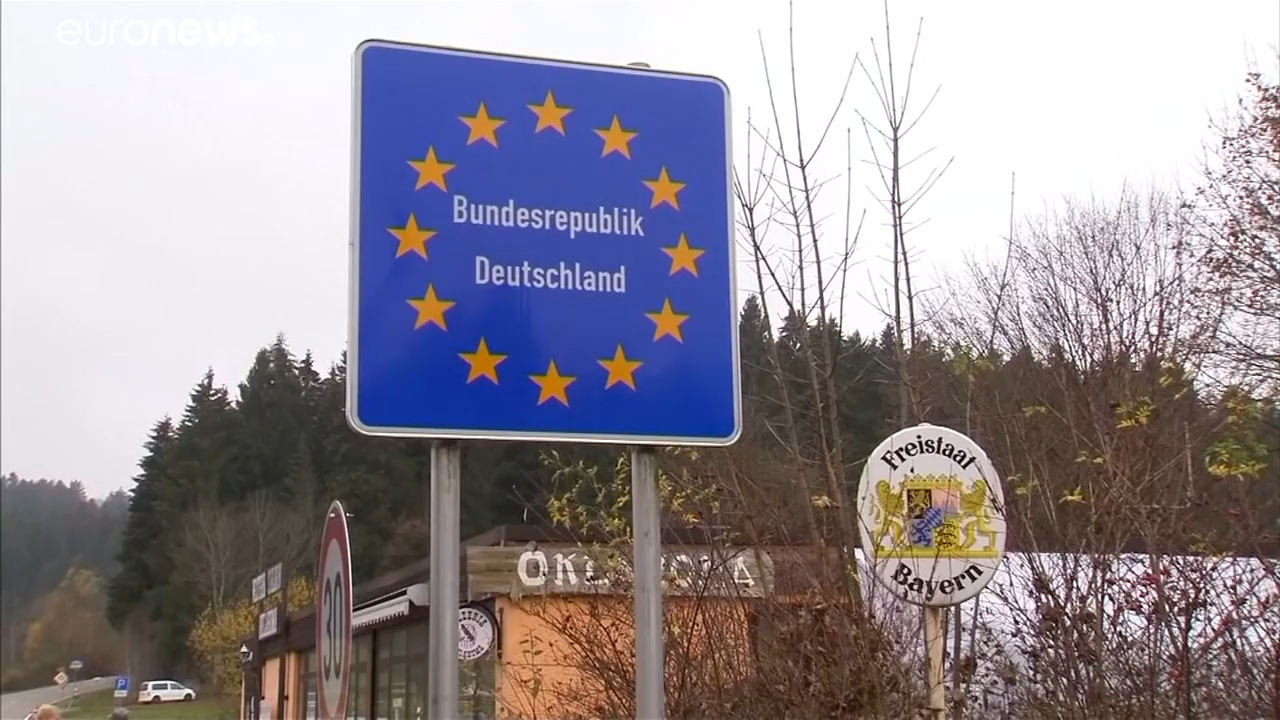 euronews.
Bundesrepublik
Deutschland
Freistaat
Bayern
30
P